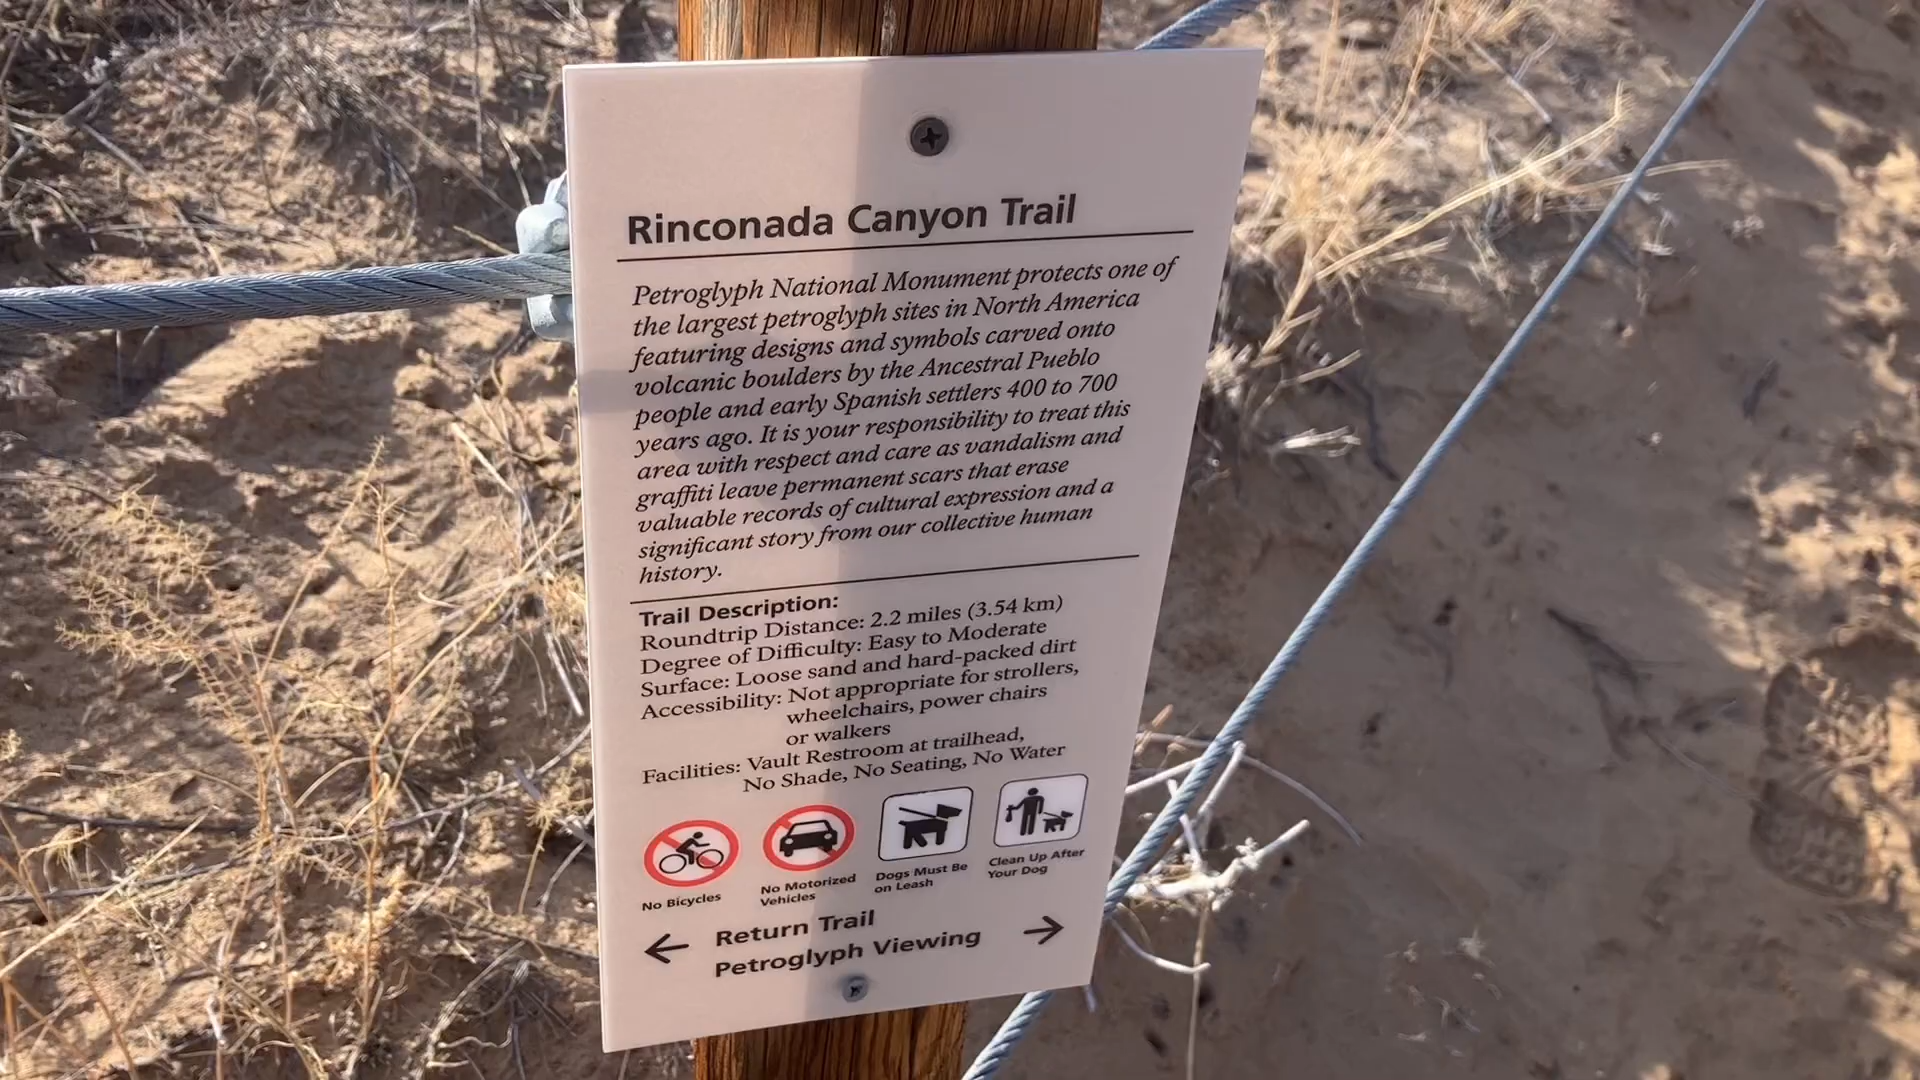 Rinconada Canyon Trail
Petroglyph National Monument protects one of
the largest petroglyph sites in North America
featuring designs and symbols carved onto
volcanic boulders by the Ancestral Pueblo
people and early Spanish settlers 400 to 700
years ago. It is your responsibility to treat this
area with respect and care as vandalism and
graffiti leave permanent scars that erase
valuable records of cultural expression and a
significant story from our collective human
history.
Trail Description:
Roundtrip Distance: 2.2 miles (3.54 km)
Degree of Difficulty: Easy to Moderate
Surface: Loose sand and hard-packed dirt
Accessibility: Not appropriate for strollers,
wheelchairs, power chairs
or walkers
Facilities: Vault Restroom at trailhead,
No Shade, No Seating, No Water
No Bicycles
No Motorized
Vehicles
Dogs Must Be
on Leash
Clean Up After
Your Dog
← Return Trail
Petroglyph Viewing →